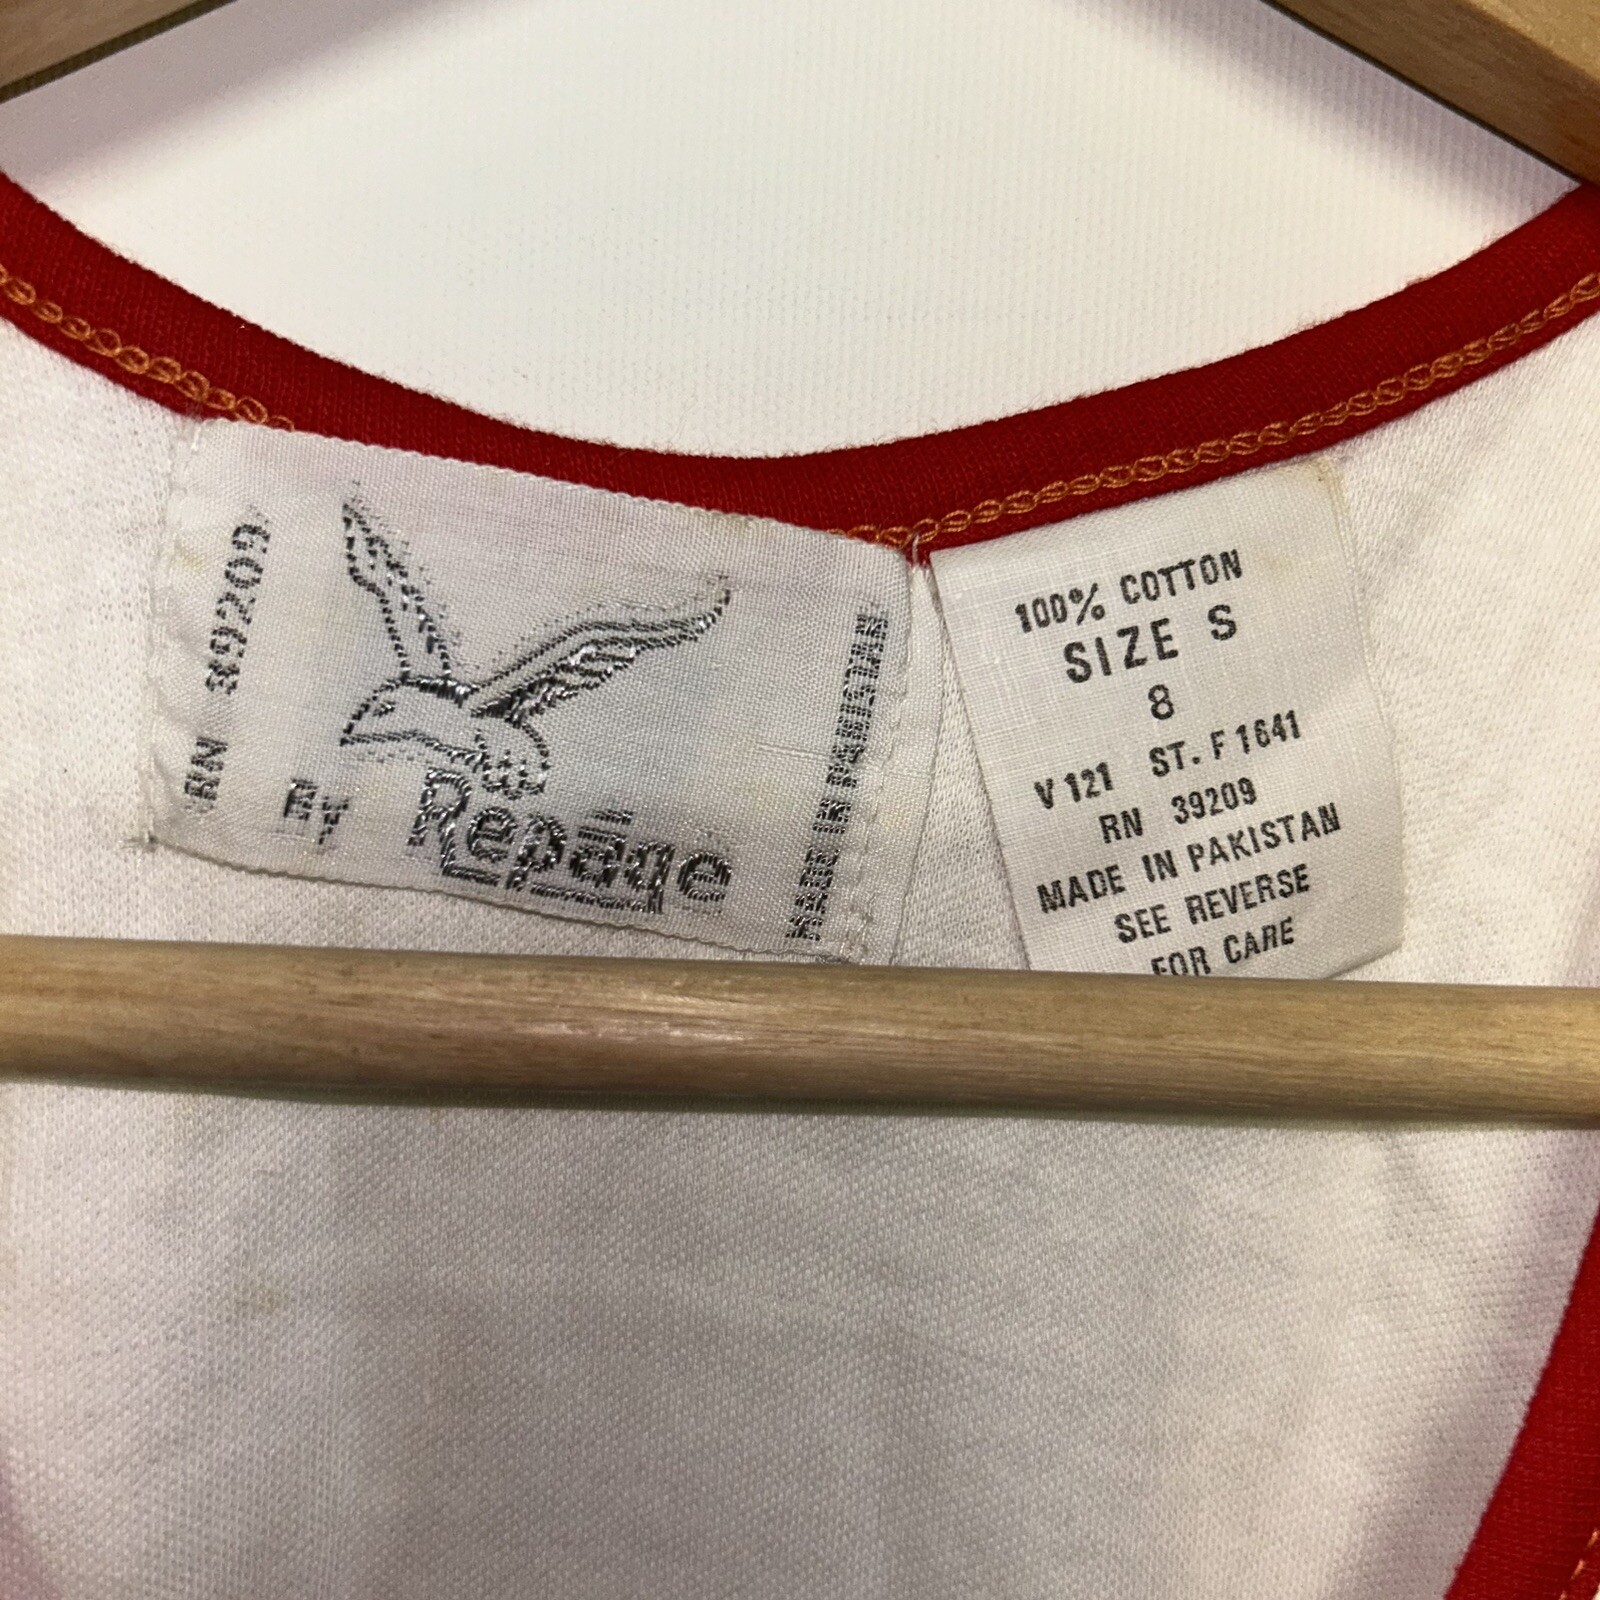 RN 39209
BY Repáge
MADE IN PAKISTAN
100% COTTON
SIZE S
8
V 121 ST. F 1641
RN 39209
MADE IN PAKISTAN
SEE REVERSE
FOR CARE